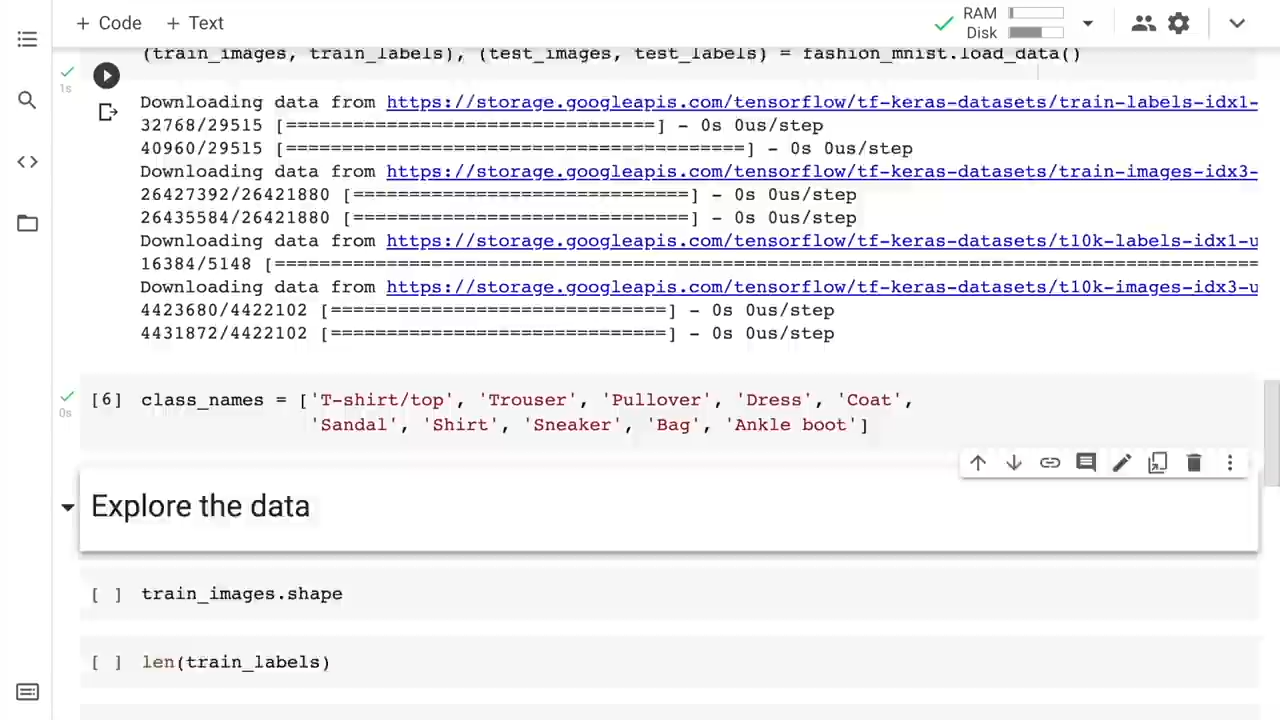 + Code + Text
RAM
Disk
(train_images, train_labels), (test_images, test_labels) = fashion_mnist.load_data()
1s
Downloading data from https://storage.googleapis.com/tensorflow/tf-keras-datasets/train-labels-idx1-
32768/29515 [=================================] - 0s 0us/step
40960/29515 [=========================================] - 0s 0us/step
Downloading data from https://storage.googleapis.com/tensorflow/tf-keras-datasets/train-images-idx3-
26427392/26421880 [==============================] - 0s 0us/step
26435584/26421880 [==============================] - 0s 0us/step
Downloading data from https://storage.googleapis.com/tensorflow/tf-keras-datasets/t10k-labels-idx1-u
16384/5148 [========================================================================================
Downloading data from https://storage.googleapis.com/tensorflow/tf-keras-datasets/t10k-images-idx3-u
4423680/4422102 [==============================] - 0s 0us/step
4431872/4422102 [==============================] - 0s 0us/step
0s
[6] class_names = ['T-shirt/top', 'Trouser', 'Pullover', 'Dress', 'Coat',
'Sandal', 'Shirt', 'Sneaker', 'Bag', 'Ankle boot']
Explore the data
[ ] train_images.shape
[ ] len(train_labels)